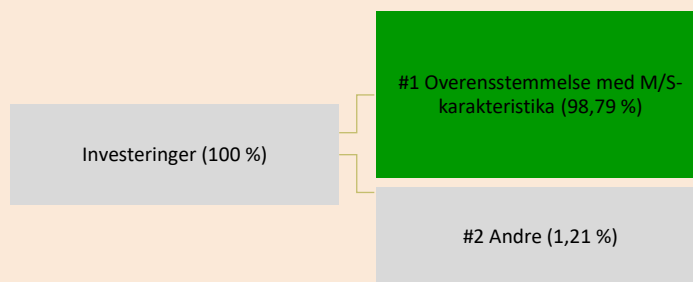 #1 Overensstemmelse med M/S-
karakteristika (98,79 %)
Investeringer (100 %)
#2 Andre (1,21 %)